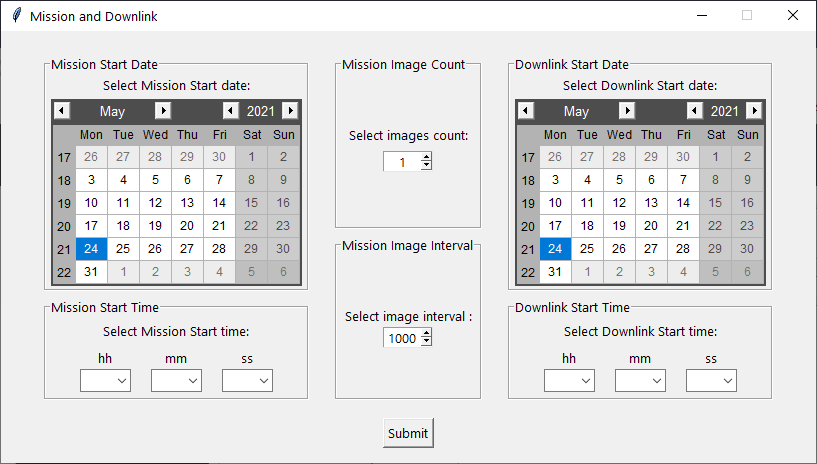 Mission and Downlink
Mission Start Date
Select Mission Start date:
May 2021
Mon Tue Wed Thu Fri Sat Sun
17 26 27 28 29 30 1 2
18 3 4 5 6 7 8 9
19 10 11 12 13 14 15 16
20 17 18 19 20 21 22 23
21 24 25 26 27 28 29 30
22 31 1 2 3 4 5 6
Mission Start Time
Select Mission Start time:
hh mm ss
Mission Image Count
Select images count:
1
Mission Image Interval
Select image interval :
1000
Downlink Start Date
Select Downlink Start date:
May 2021
Mon Tue Wed Thu Fri Sat Sun
17 26 27 28 29 30 1 2
18 3 4 5 6 7 8 9
19 10 11 12 13 14 15 16
20 17 18 19 20 21 22 23
21 24 25 26 27 28 29 30
22 31 1 2 3 4 5 6
Downlink Start Time
Select Downlink Start time:
hh mm ss
Submit